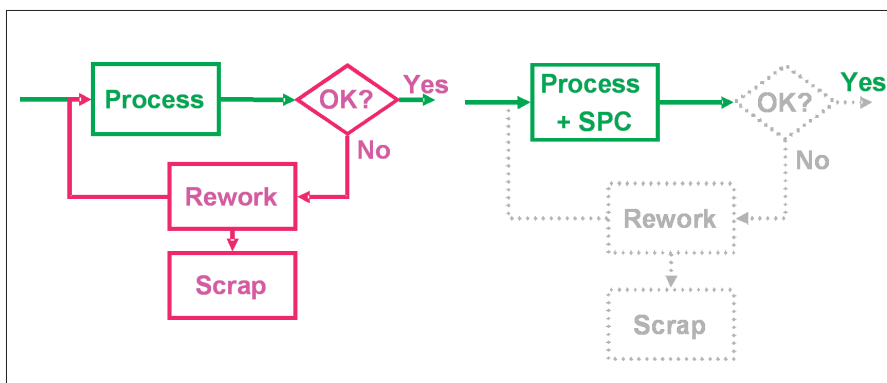 Process
OK?
Yes
No
Rework
Scrap
Process
+ SPC
OK?
Yes
No
Rework
Scrap